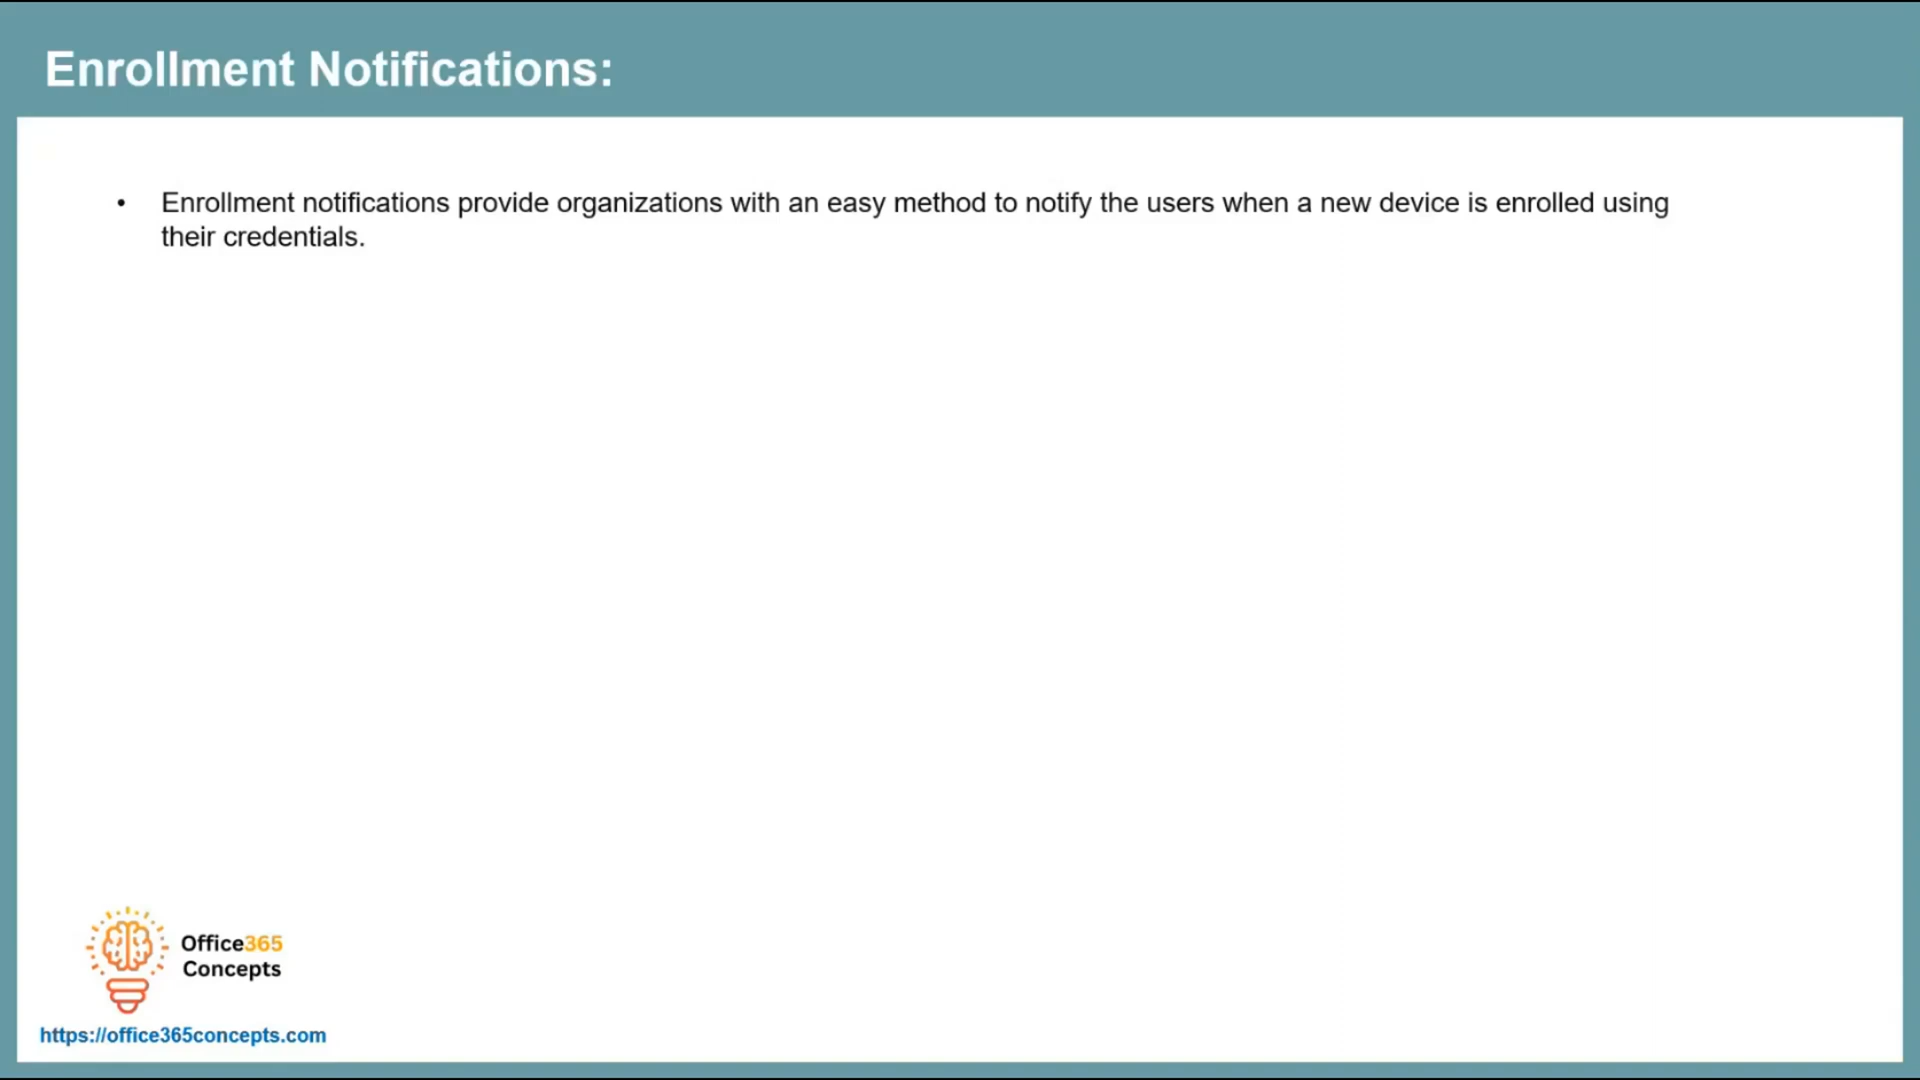 Enrollment Notifications:
• Enrollment notifications provide organizations with an easy method to notify the users when a new device is enrolled using
their credentials.
Office365
Concepts
https://office365concepts.com